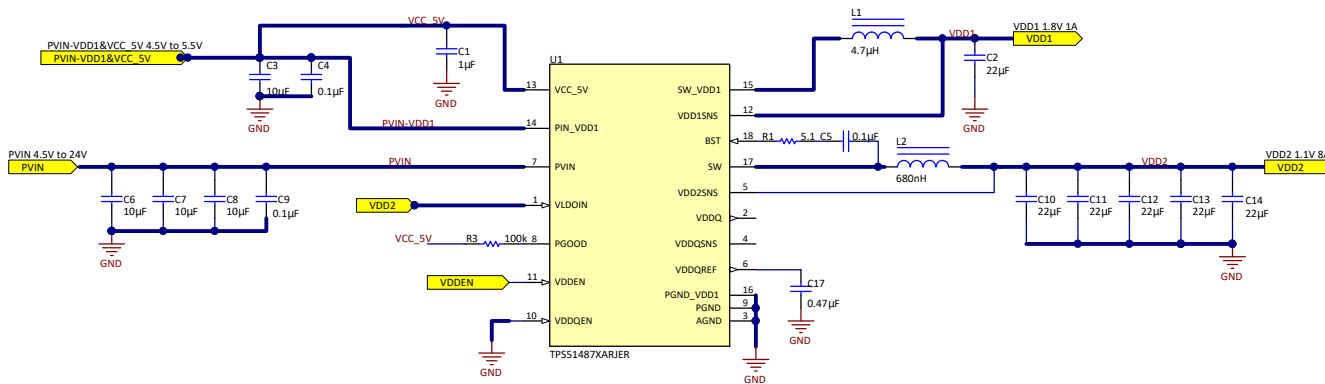 VCC_5V
L1
VDD1 1.8V 1A
PVIN-VDD1&VCC_5V 4.5V to 5.5V
4.7µH
VDD1
VDD1
PVIN-VDD1&VCC_5V
C1
1µF
C2
22µF
U1
C3
10µF
C4
0.1µF
GND
GND
GND
13
VCC_5V
SW_VDD1
15
VDD1SNS
12
PVIN-VDD1
14
PIN_VDD1
BST
18
R1
5.1
C5
0.1µF
L2
PVIN 4.5V to 24V
PVIN
PVIN
7
PVIN
SW
17
680nH
VDD2
VDD2 1.1V 8A
VDD2
VDD2SNS
5
C6
10µF
C7
10µF
C8
10µF
C9
0.1µF
C10
22µF
C11
22µF
C12
22µF
C13
22µF
C14
22µF
VDD2
1
VLDOIN
VDDQ
2
GND
VCC_5V
R3
100k
8
PGOOD
VDDQSNS
4
GND
VDDEN
11
VDDEN
VDDQREF
6
C17
0.47µF
PGND_VDD1
16
PGND
9
10
VDDQEN
AGND
3
GND
GND
TPS51487XARJER
GND